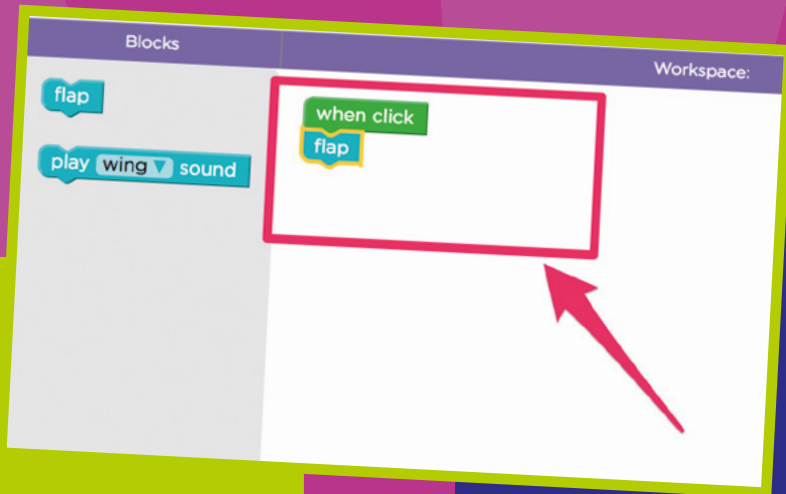 Blocks
Workspace:
flap
play wing sound
when click
flap